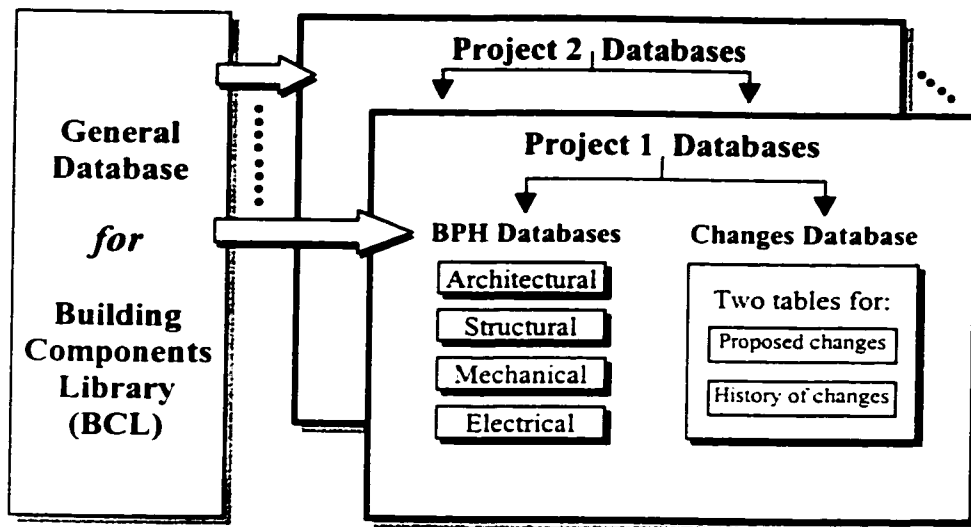 General
Database
for
Building
Components
Library
(BCL)
Project 2 Databases
Project 1 Databases
BPH Databases
Architectural
Structural
Mechanical
Electrical
Changes Database
Two tables for:
Proposed changes
History of changes